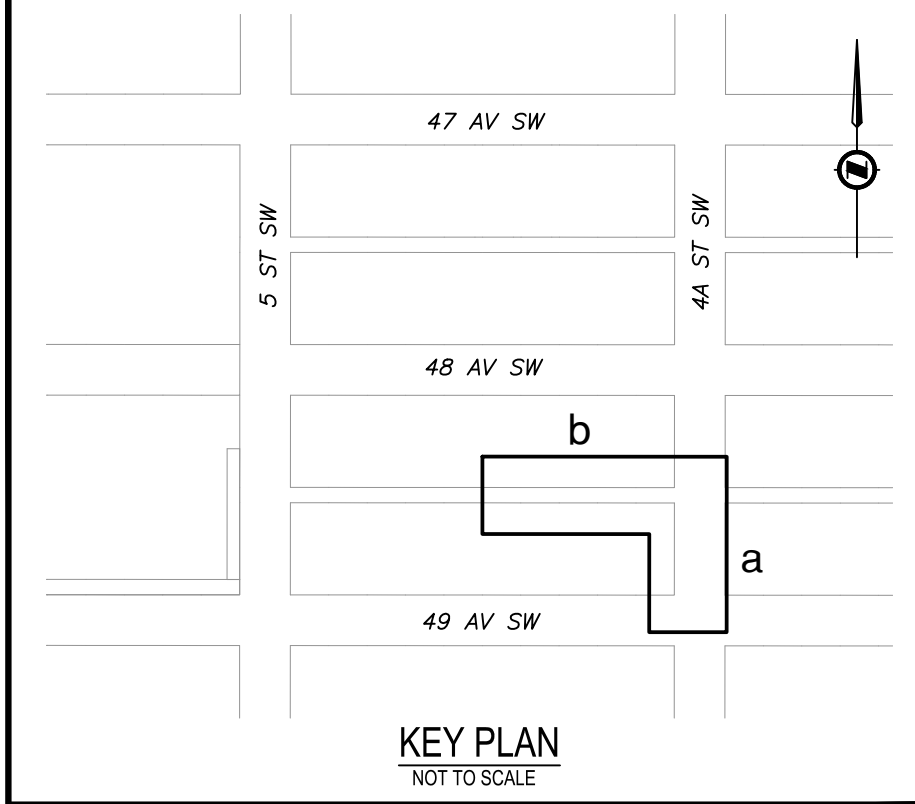 47 AV SW
5 ST SW
4A ST SW
48 AV SW
b
a
49 AV SW
KEY PLAN
NOT TO SCALE